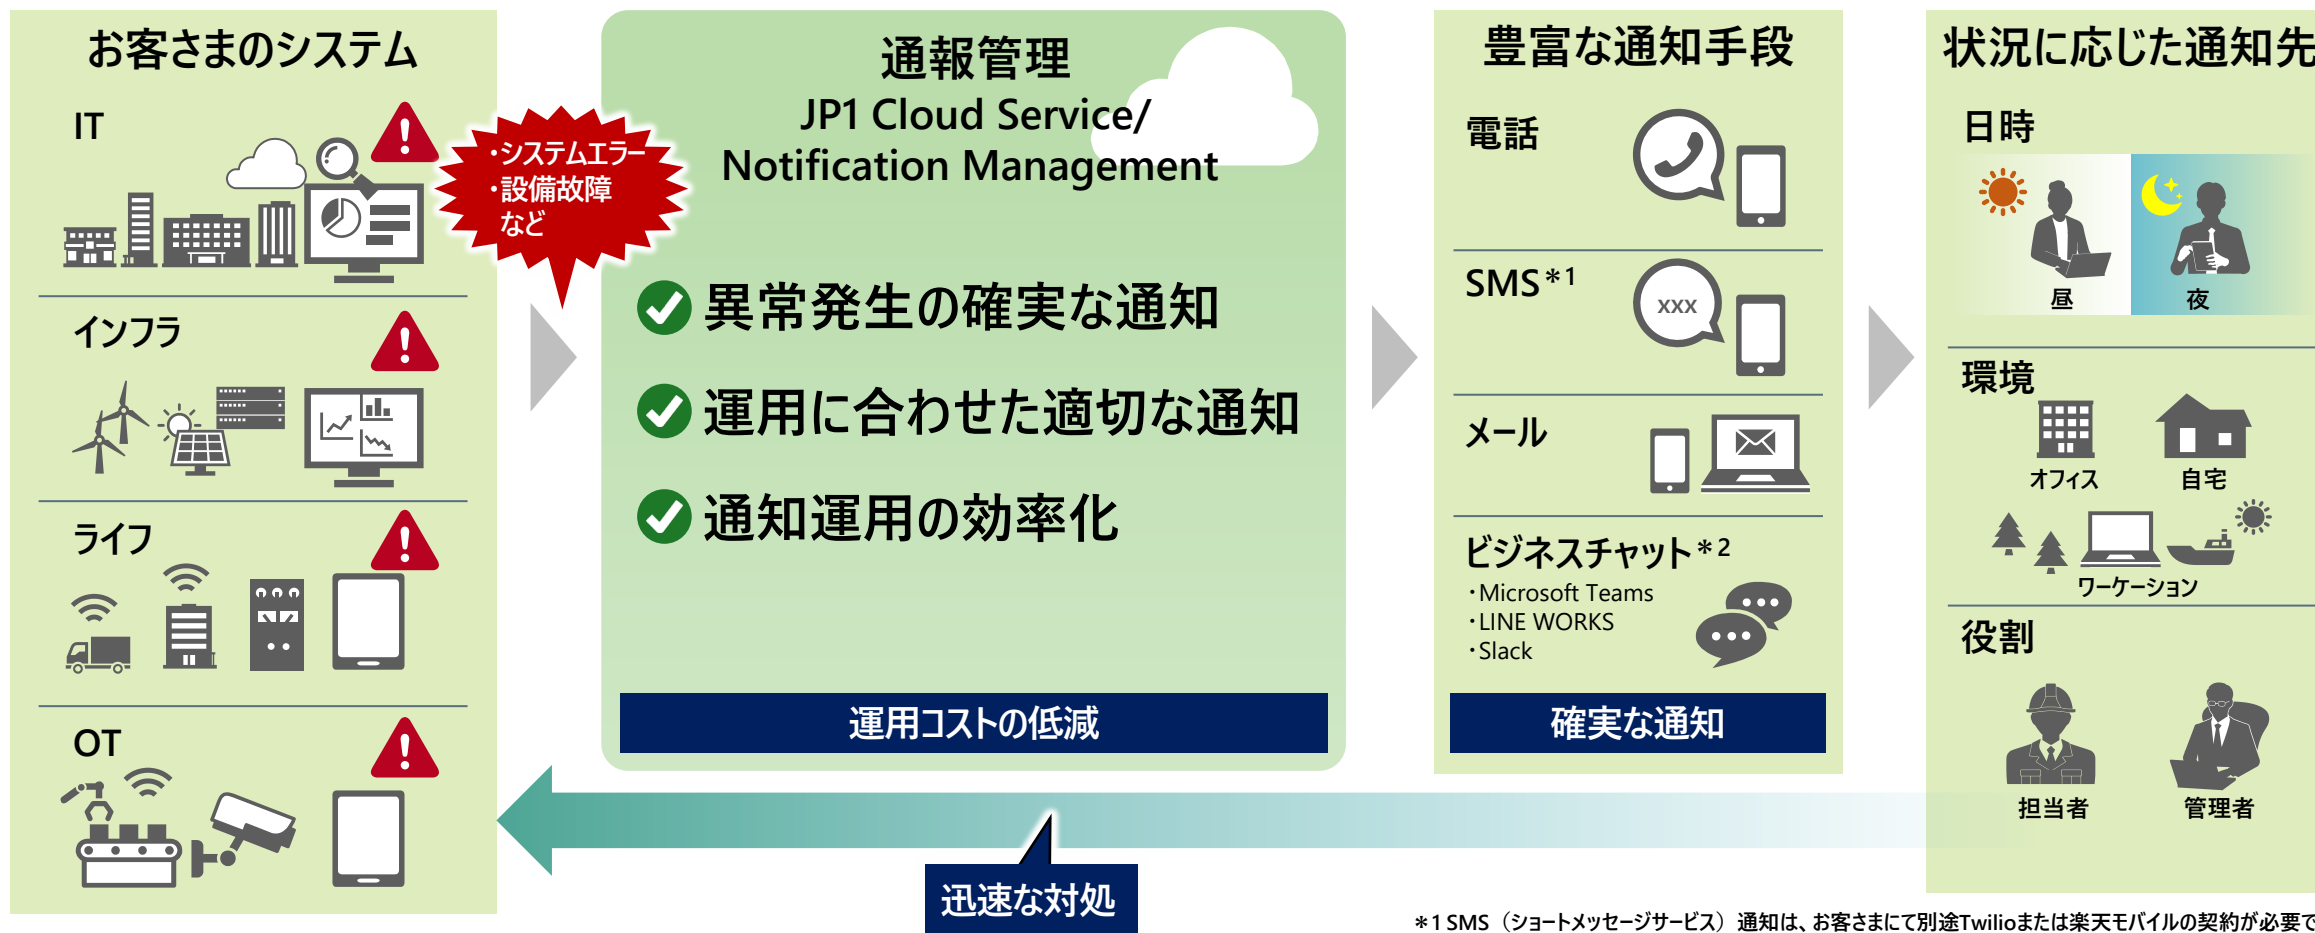 お客さまのシステム
IT
インフラ
ライフ
OT
・システムエラー
・設備故障
など
通報管理
JP1 Cloud Service/
Notification Management
異常発生の確実な通知
運用に合わせた適切な通知
通知運用の効率化
運用コストの低減
豊富な通知手段
電話
SMS＊1
xxx
メール
ビジネスチャット＊2
・Microsoft Teams
・LINE WORKS
・Slack
確実な通知
状況に応じた通知先
日時
昼
夜
環境
オフィス
自宅
ワーケーション
役割
担当者
管理者
迅速な対処
＊1 SMS（ショートメッセージサービス）通知は、お客さまにて別途Twilioまたは楽天モバイルの契約が必要で